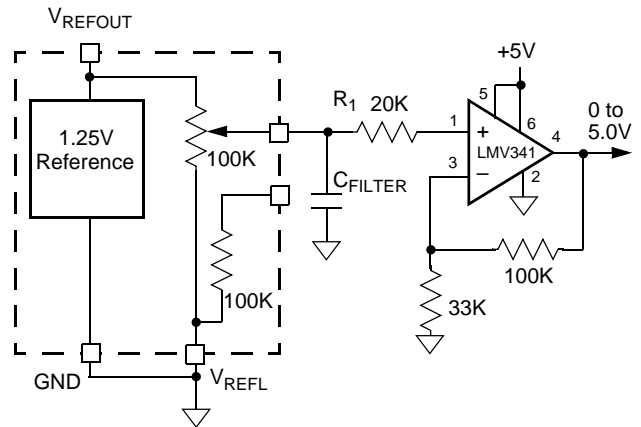 V_REFOUT
1.25V
Reference
100K
100K
GND
V_REFL
C_FILTER
R_1
20K
+5V
5
6
1
+
LMV341
3
–
4
2
0 to
5.0V
100K
33K